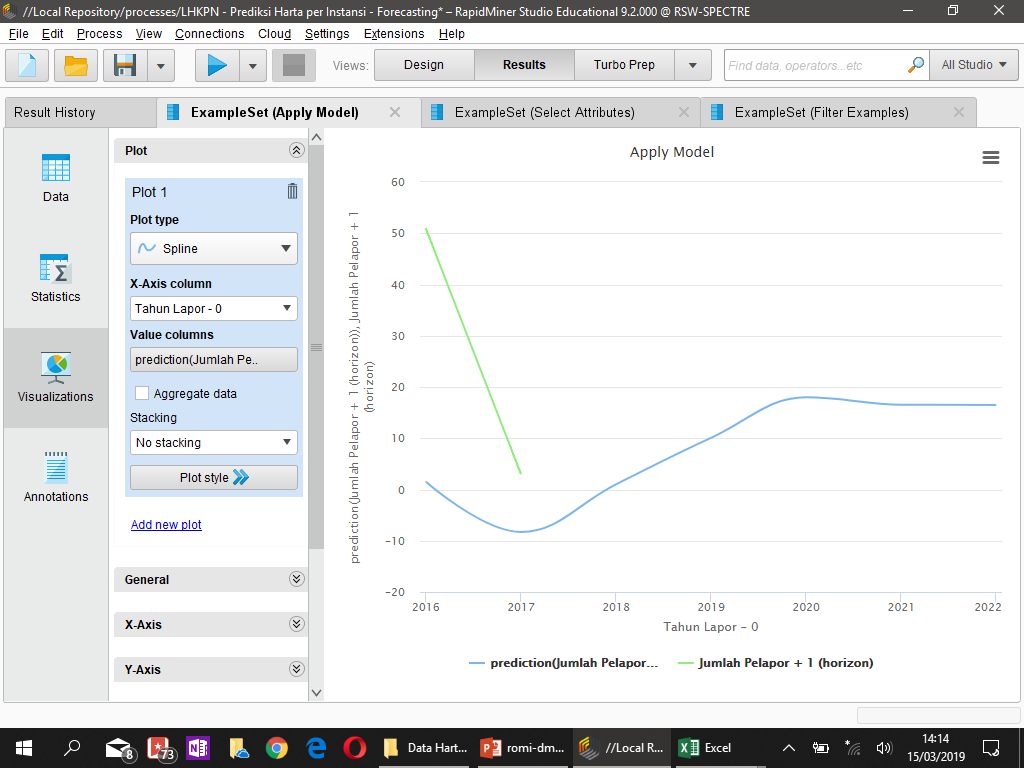 //Local Repository/processes/LHKPN - Prediksi Harta per Instansi - Forecasting* – RapidMiner Studio Educational 9.2.000 @ RSW-SPECTRE
File Edit Process View Connections Cloud Settings Extensions Help
Views: Design Results Turbo Prep Find data, operators...etc All Studio
Result History ExampleSet (Apply Model) ExampleSet (Select Attributes) ExampleSet (Filter Examples)
Data
Statistics
Visualizations
Annotations
Plot
Plot 1
Plot type
Spline
X-Axis column
Tahun Lapor - 0
Value columns
prediction(Jumlah Pe..
Aggregate data
Stacking
No stacking
Plot style
Add new plot
General
X-Axis
Y-Axis
Apply Model
prediction(Jumlah Pelapor + 1 (horizon)), Jumlah Pelapor + 1
(horizon)
60
50
40
30
20
10
0
-10
-20
2016 2017 2018 2019 2020 2021 2022
Tahun Lapor - 0
prediction(Jumlah Pelapor... Jumlah Pelapor + 1 (horizon)
8 73 Data Hart... romi-dm... //Local R... Excel
14:14
15/03/2019